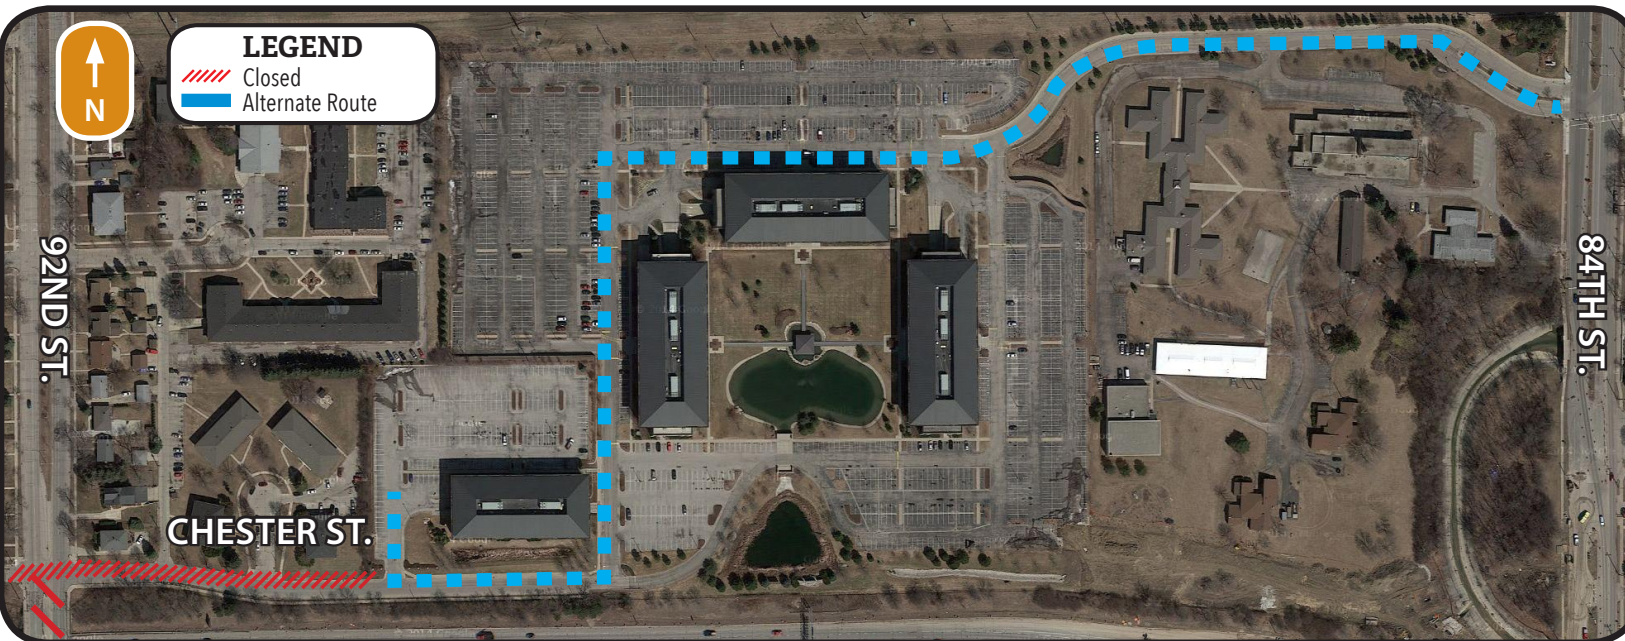 LEGEND
Closed
Alternate Route
N
92ND ST.
84TH ST.
CHESTER ST.